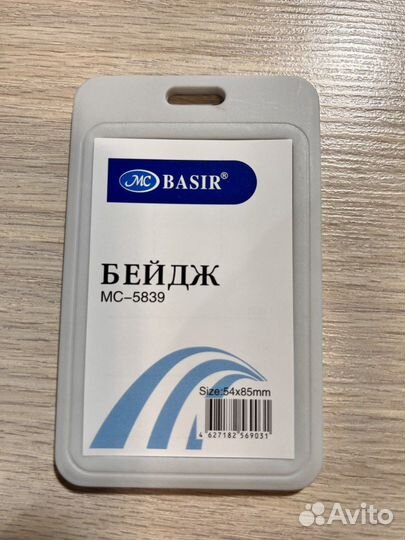 MC BASIR®
БЕЙДЖ
MC-5839
Size:54x85mm
4 627182 569031
Avito